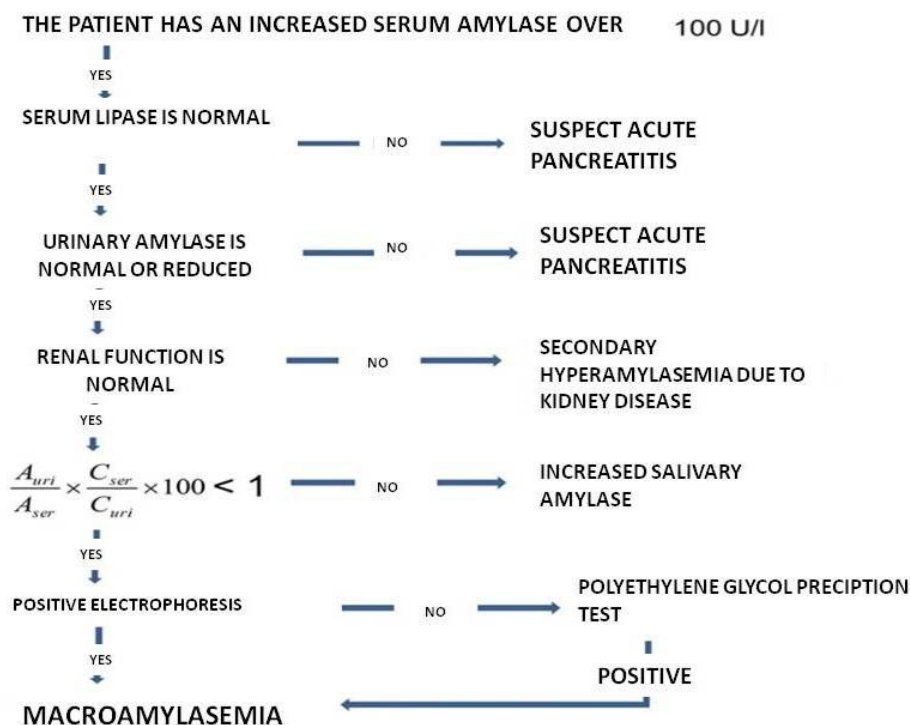 THE PATIENT HAS AN INCREASED SERUM AMYLASE OVER 100 U/l
YES
SERUM LIPASE IS NORMAL
NO
SUSPECT ACUTE
PANCREATITIS
YES
URINARY AMYLASE IS
NORMAL OR REDUCED
NO
SUSPECT ACUTE
PANCREATITIS
YES
RENAL FUNCTION IS
NORMAL
NO
SECONDARY
HYPERAMYLASEMIA DUE TO
KIDNEY DISEASE
YES
A_uri / A_ser × C_ser / C_uri × 100 < 1
NO
INCREASED SALIVARY
AMYLASE
YES
POSITIVE ELECTROPHORESIS
NO
POLYETHYLENE GLYCOL PRECIPTION
TEST
YES
POSITIVE
MACROAMYLASEMIA